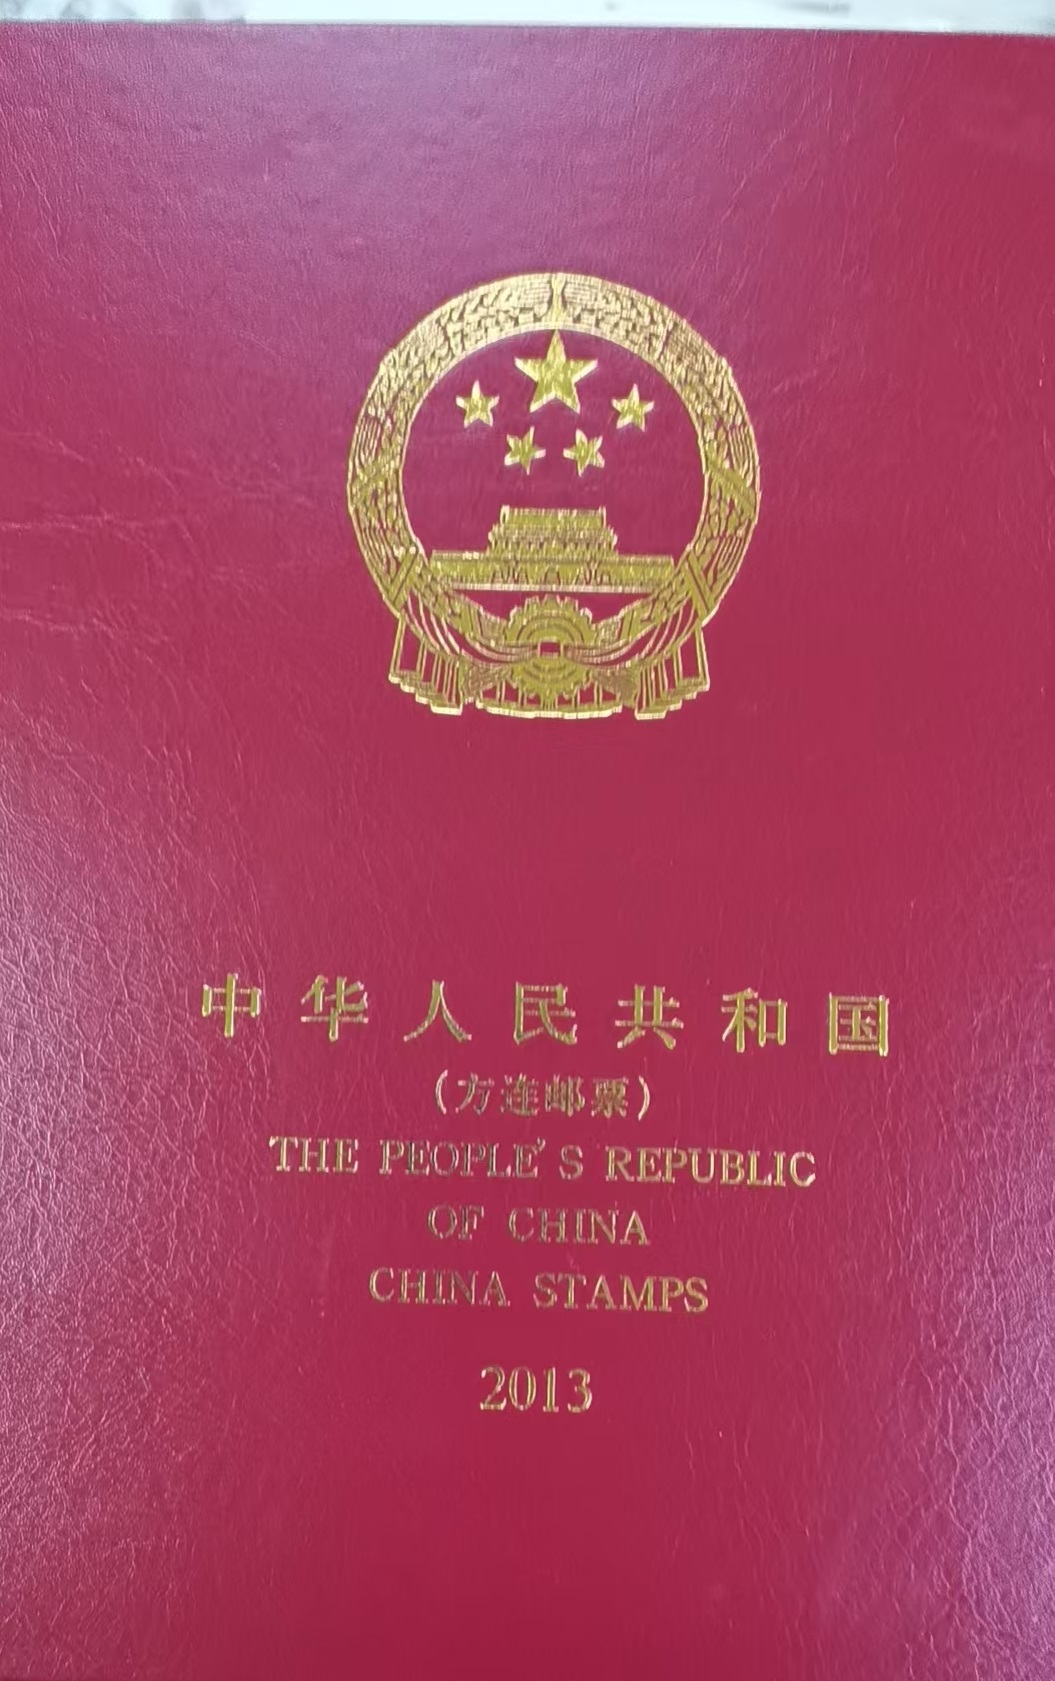 中华人民共和国
（方连邮票）
THE PEOPLE'S REPUBLIC
OF CHINA
CHINA STAMPS
2013